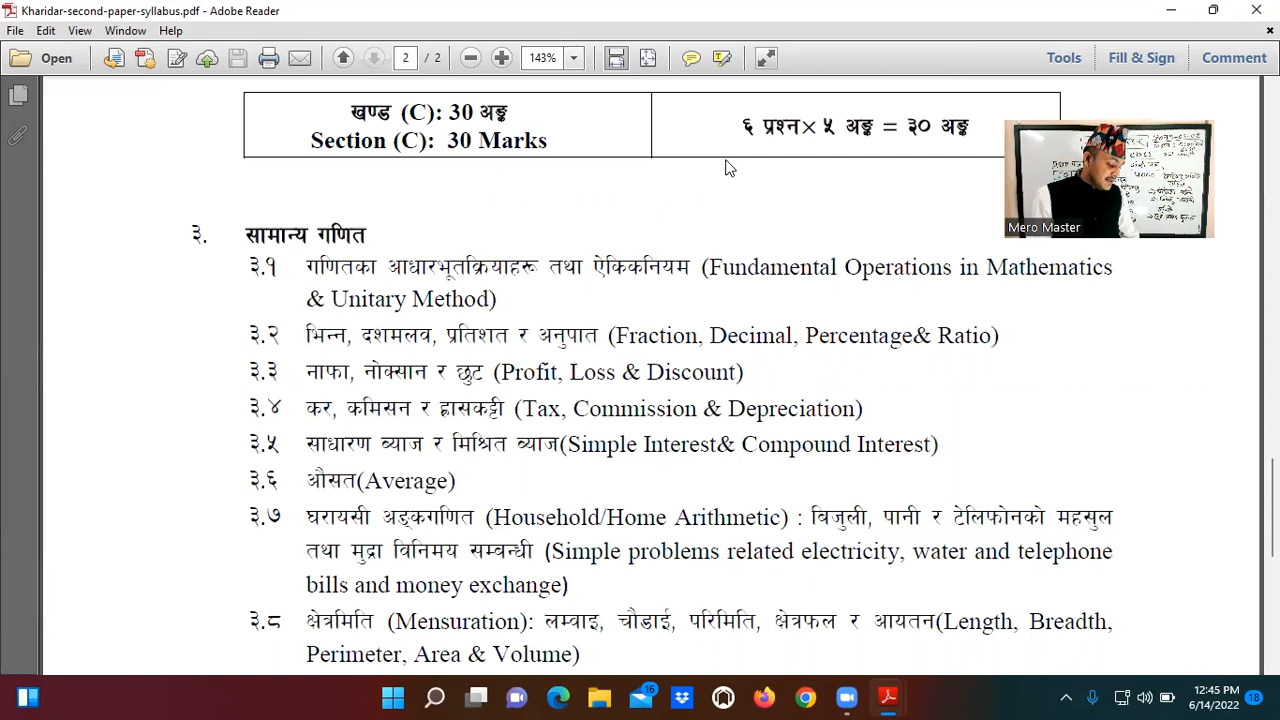 Kharidar-second-paper-syllabus.pdf - Adobe Reader
File Edit View Window Help
Open 2 / 2 143% Tools Fill & Sign Comment
खण्ड (C): 30 अङ्क
Section (C): 30 Marks
६ प्रश्न× ५ अङ्क = ३० अङ्क
Mero Master
३. सामान्य गणित
३.१ गणितका आधारभूतक्रियाहरू तथा ऐकिकनियम (Fundamental Operations in Mathematics
& Unitary Method)
३.२ भिन्न, दशमलव, प्रतिशत र अनुपात (Fraction, Decimal, Percentage& Ratio)
३.३ नाफा, नोक्सान र छुट (Profit, Loss & Discount)
३.४ कर, कमिसन र ह्रासकट्टी (Tax, Commission & Depreciation)
३.५ साधारण ब्याज र मिश्रित ब्याज(Simple Interest& Compound Interest)
३.६ औसत(Average)
३.७ घरायसी अङ्कगणित (Household/Home Arithmetic) : बिजुली, पानी र टेलिफोनको महसुल
तथा मुद्रा विनिमय सम्बन्धी (Simple problems related electricity, water and telephone
bills and money exchange)
३.८ क्षेत्रमिति (Mensuration): लम्वाइ, चौडाई, परिमिति, क्षेत्रफल र आयतन(Length, Breadth,
Perimeter, Area & Volume)
16
12:45 PM
6/14/2022
18